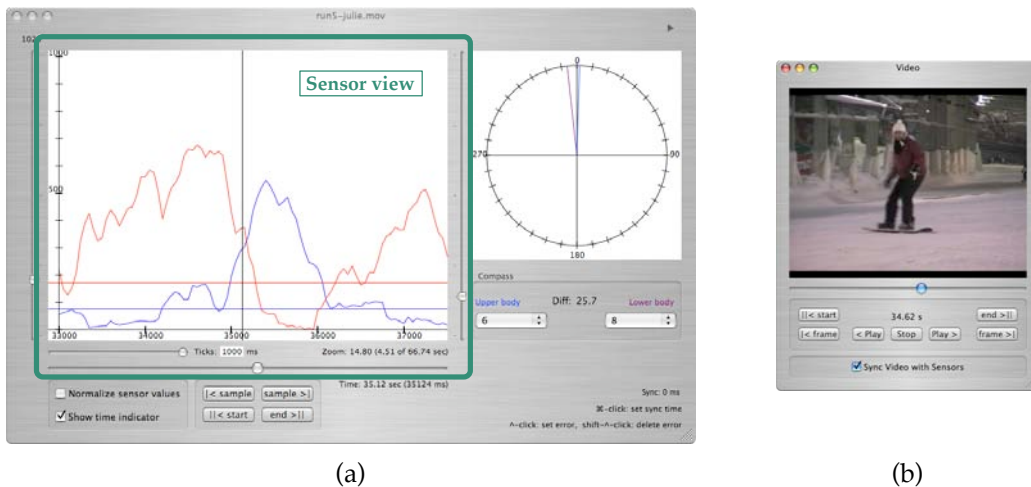 run5-julie.mov
102
1000
Sensor view
500
33000 34000 35000 36000 37000
Ticks: 1000 ms Zoom: 14.80 (4.51 of 66.74 sec)
Time: 35.12 sec (35124 ms)
Normalize sensor values
Show time indicator
|< sample sample >|
||< start end >||
0
270 90
180
Compass
Upper body Diff: 25.7 Lower body
6 8
Sync: 0 ms
⌘-click: set sync time
^-click: set error, shift-^-click: delete error
(a)
Video
||< start 34.62 s end >||
|< frame < Play Stop Play > frame >|
Sync Video with Sensors
(b)